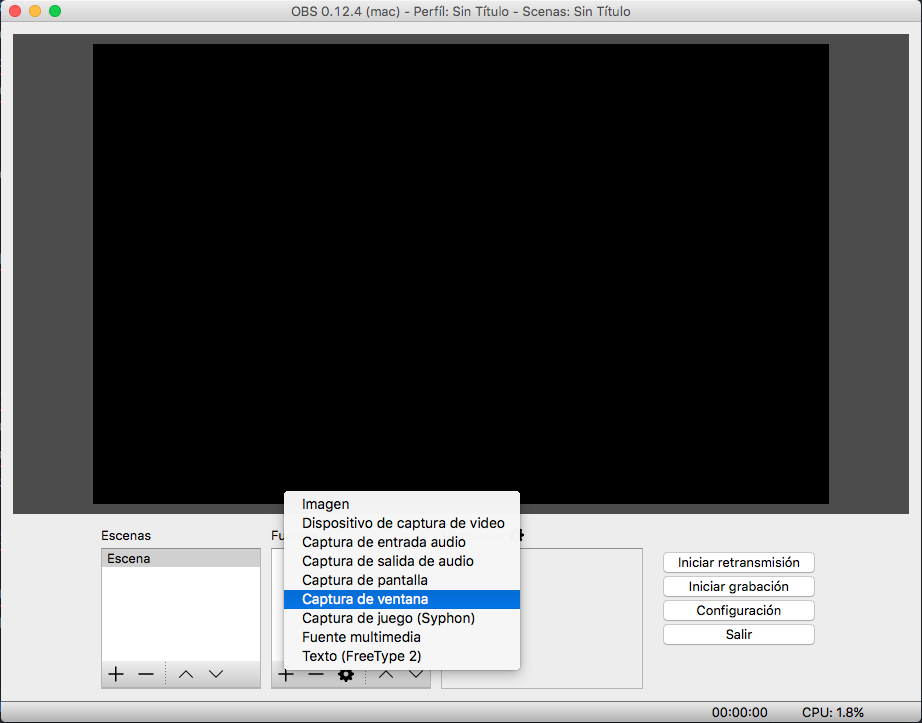 OBS 0.12.4 (mac) - Perfíl: Sin Título - Scenas: Sin Título
Escenas
Escena
Imagen
Dispositivo de captura de video
Captura de entrada audio
Captura de salida de audio
Captura de pantalla
Captura de ventana
Captura de juego (Syphon)
Fuente multimedia
Texto (FreeType 2)
Iniciar retransmisión
Iniciar grabación
Configuración
Salir
00:00:00 CPU: 1.8%